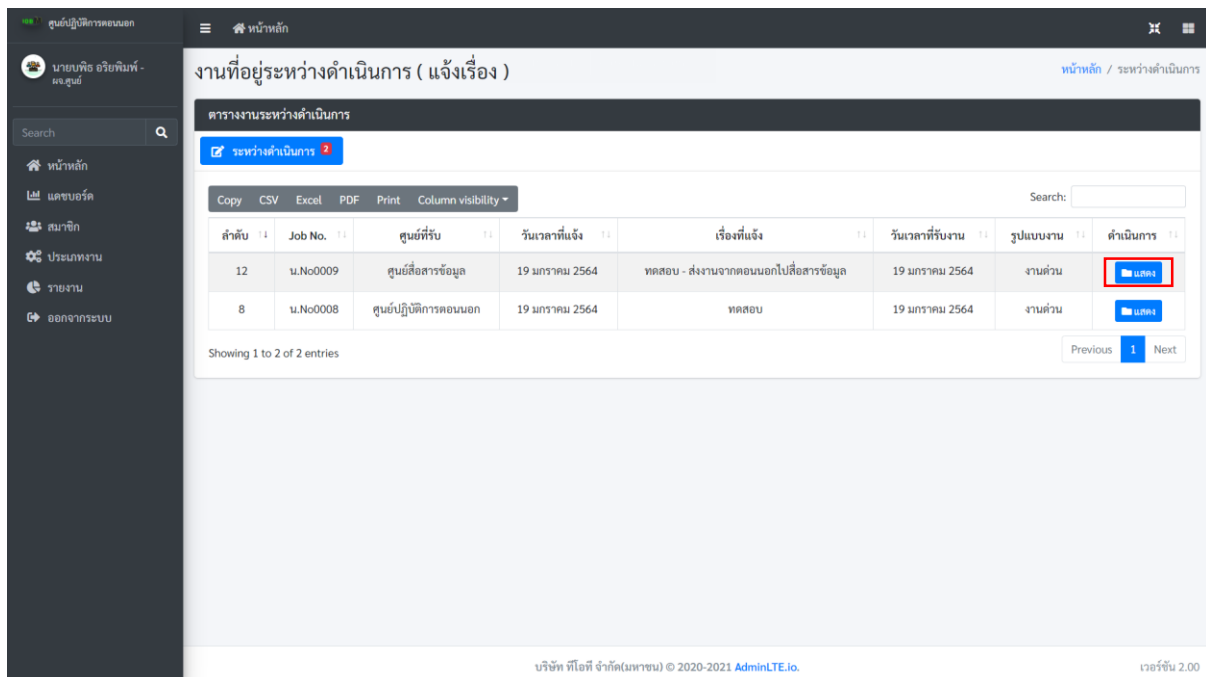 ศูนย์ปฏิบัติการตอนนอก
หน้าหลัก
นายบพิธ อริยพิมพ์ -
ผจ.ศูนย์
Search
หน้าหลัก
แดชบอร์ด
สมาชิก
ประเภทงาน
รายงาน
ออกจากระบบ
งานที่อยู่ระหว่างดำเนินการ ( แจ้งเรื่อง )
หน้าหลัก / ระหว่างดำเนินการ
ตารางงานระหว่างดำเนินการ
ระหว่างดำเนินการ 2
Copy CSV Excel PDF Print Column visibility
Search:
ลำดับ Job No. ศูนย์ที่รับ วันเวลาที่แจ้ง เรื่องที่แจ้ง วันเวลาที่รับงาน รูปแบบงาน ดำเนินการ
12 น.No0009 ศูนย์สื่อสารข้อมูล 19 มกราคม 2564 ทดสอบ - ส่งงานจากตอนนอกไปสื่อสารข้อมูล 19 มกราคม 2564 งานด่วน แสดง
8 น.No0008 ศูนย์ปฏิบัติการตอนนอก 19 มกราคม 2564 ทดสอบ 19 มกราคม 2564 งานด่วน แสดง
Showing 1 to 2 of 2 entries
Previous 1 Next
บริษัท ทีโอที จำกัด(มหาชน) © 2020-2021 AdminLTE.io.
เวอร์ชัน 2.00